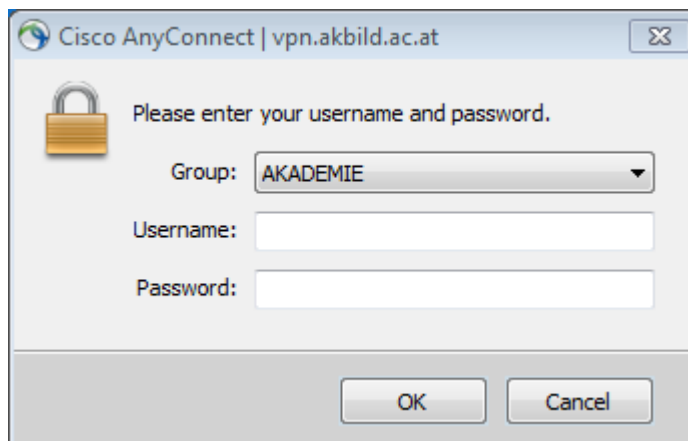 Cisco AnyConnect | vpn.akbild.ac.at
Please enter your username and password.
Group: AKADEMIE
Username:
Password:
OK Cancel